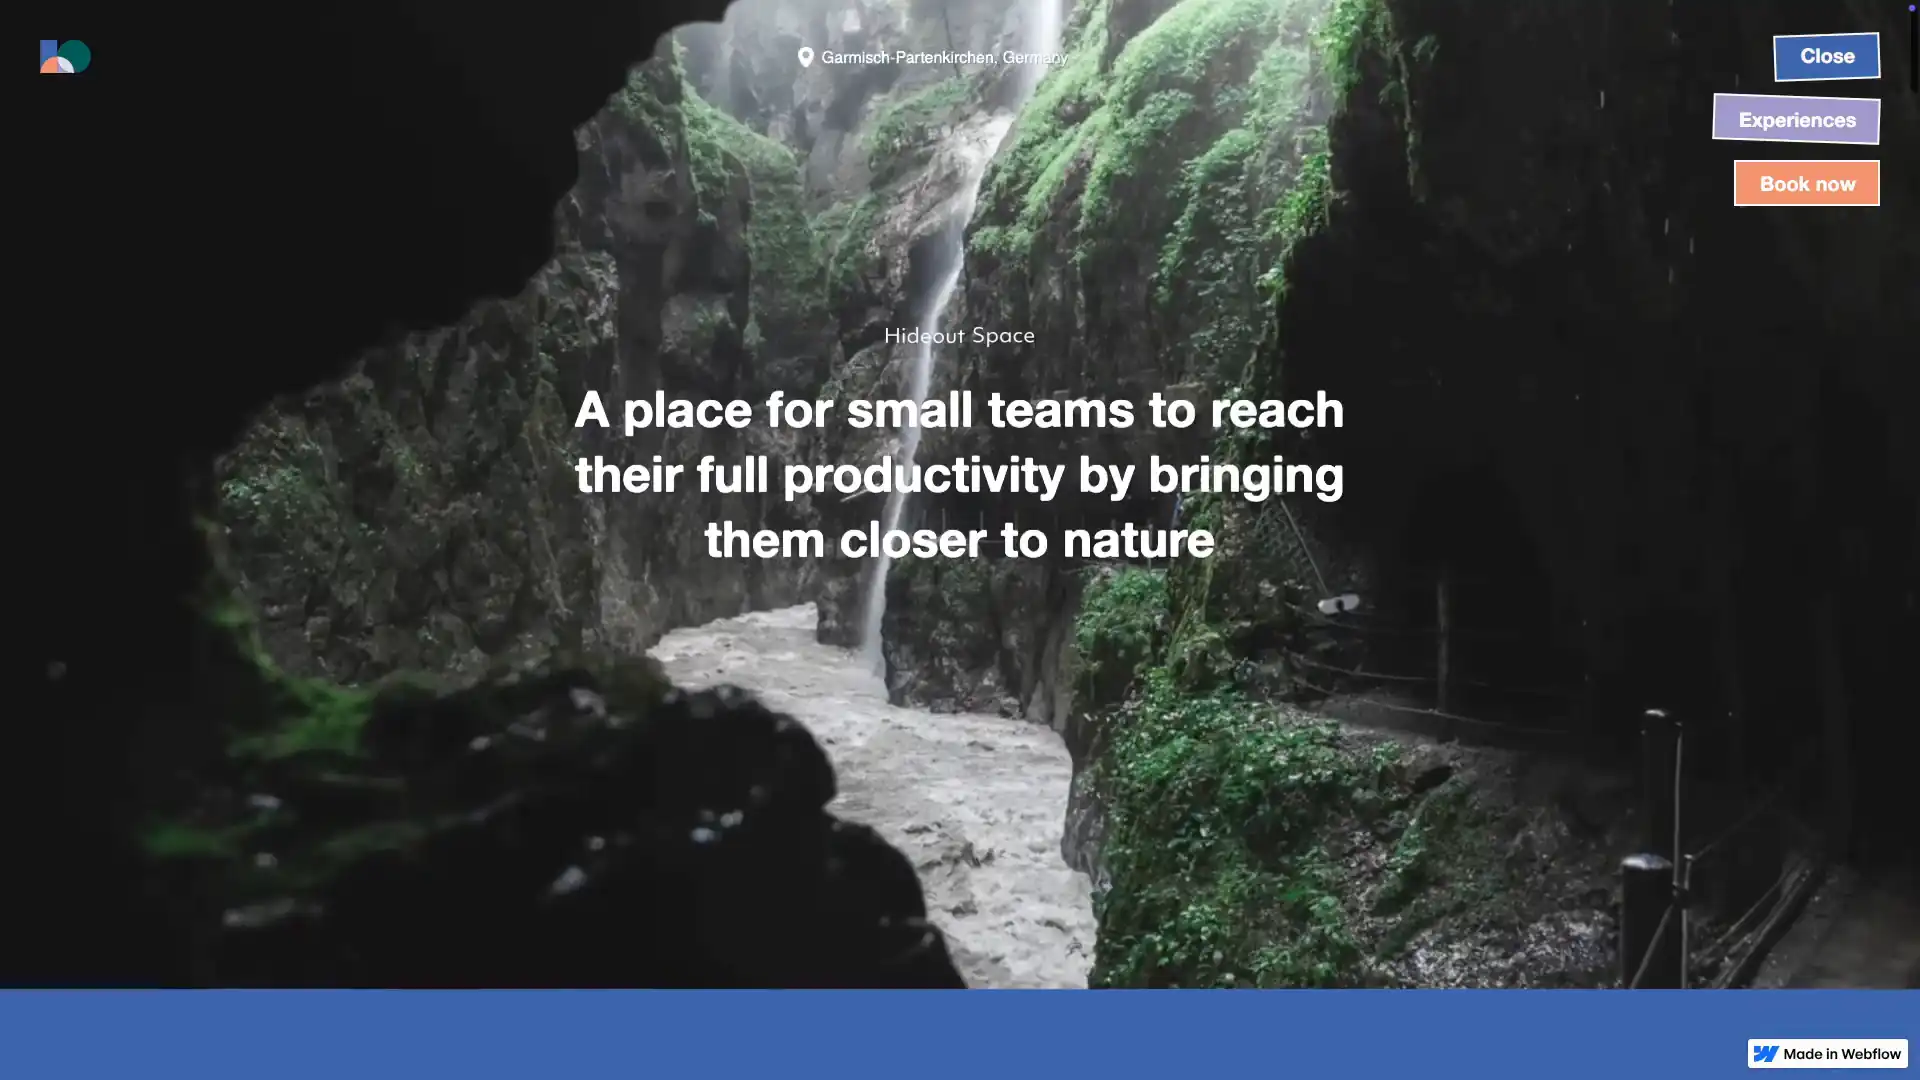 Garmisch-Partenkirchen, Germany
Close
Experiences
Book now
Hideout Space
A place for small teams to reach
their full productivity by bringing
them closer to nature
Made in Webflow